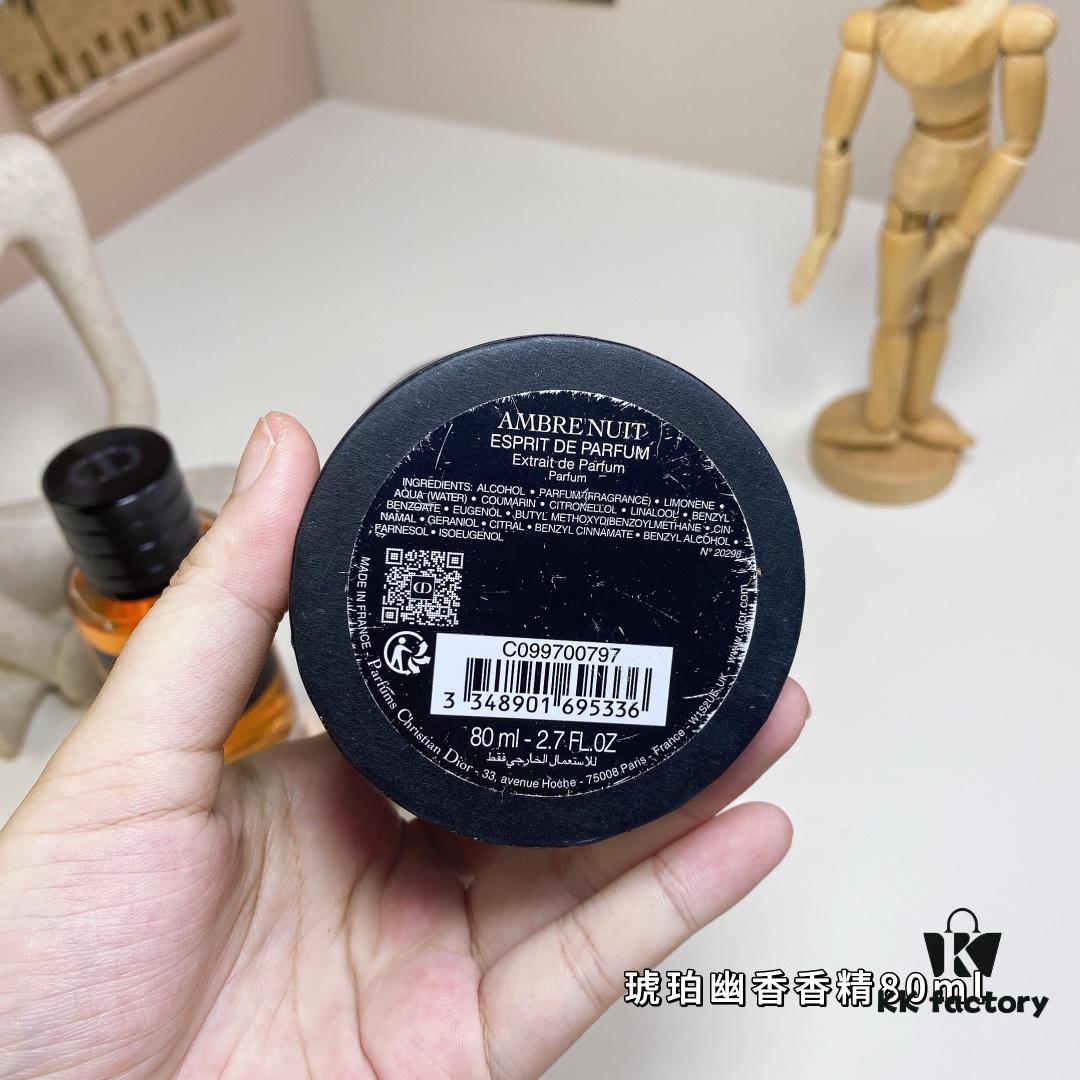 AMBRE NUIT
ESPRIT DE PARFUM
Extrait de Parfum
Parfum
INGREDIENTS: ALCOHOL • PARFUM (FRAGRANCE) • LIMONENE •
AQUA (WATER) • COUMARIN • CITRONELLOL • LINALOOL • BENZYL
BENZOATE • EUGENOL • BUTYL METHOXYDIBENZOYLMETHANE • CIN-
NAMAL • GERANIOL • CITRAL • BENZYL CINNAMATE • BENZYL ALCOHOL •
FARNESOL • ISOEUGENOL
N° 20298
C099700797
3 348901 695336
80 ml - 2.7 FL.OZ
للاستعمال الخارجي فقط
MADE IN FRANCE - Parfums Christian Dior - 33, avenue Hoche - 75008 Paris - France - W1S2UE UK - www.dior.com
琥珀幽香香精80ml
KK factory